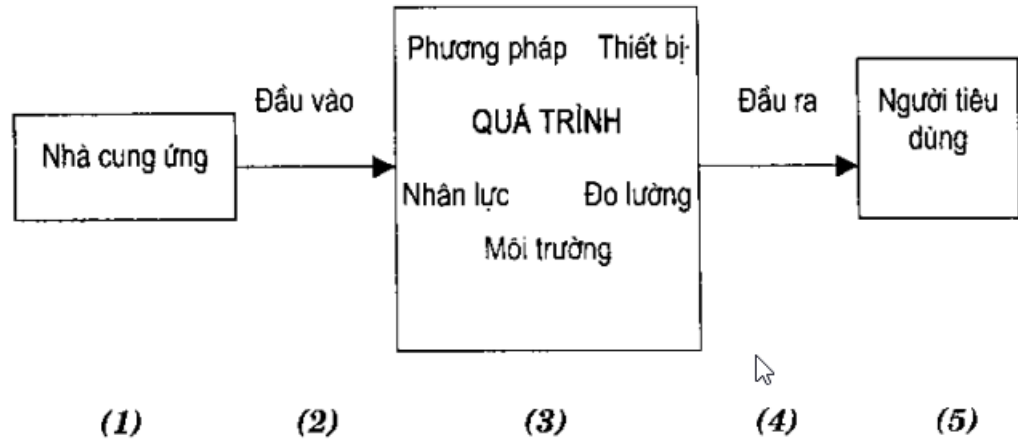 Phương pháp Thiết bị
Đầu vào
Đầu ra
Người tiêu
dùng
QUÁ TRÌNH
Nhà cung ứng
Nhân lực Đo lường
Môi trường
(1) (2) (3) (4) (5)